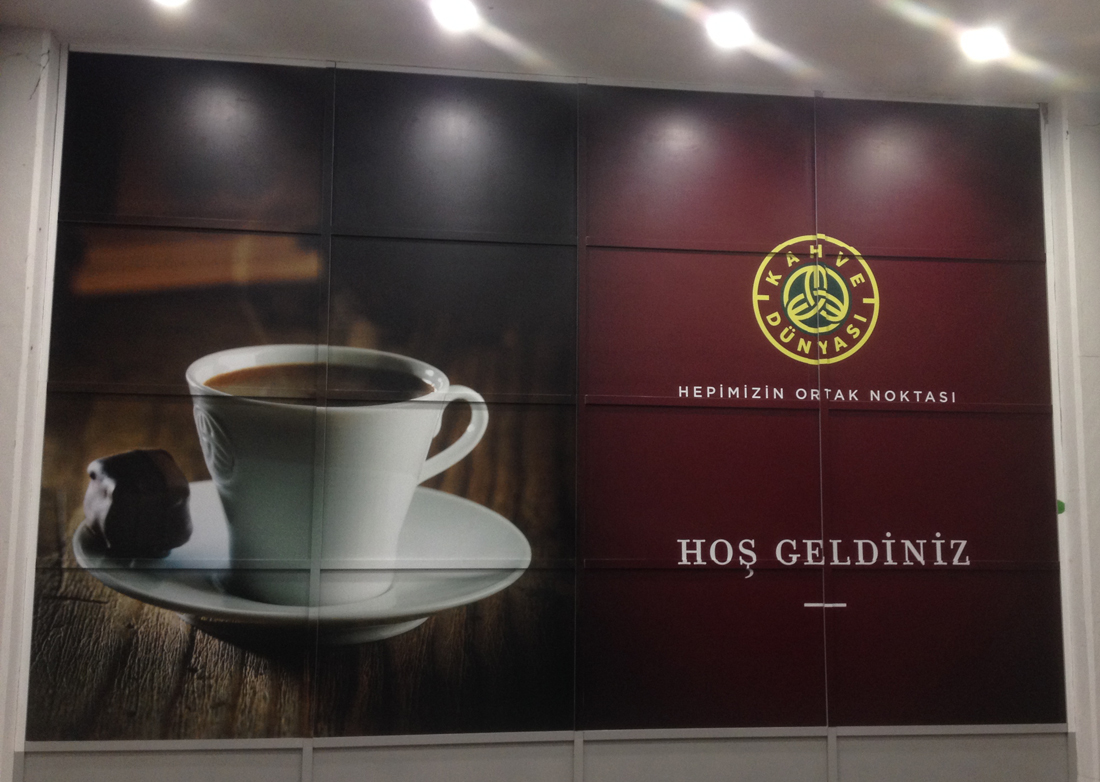 KAHVE
DÜNYASI
HEPİMİZİN ORTAK NOKTASI
HOŞ GELDİNİZ